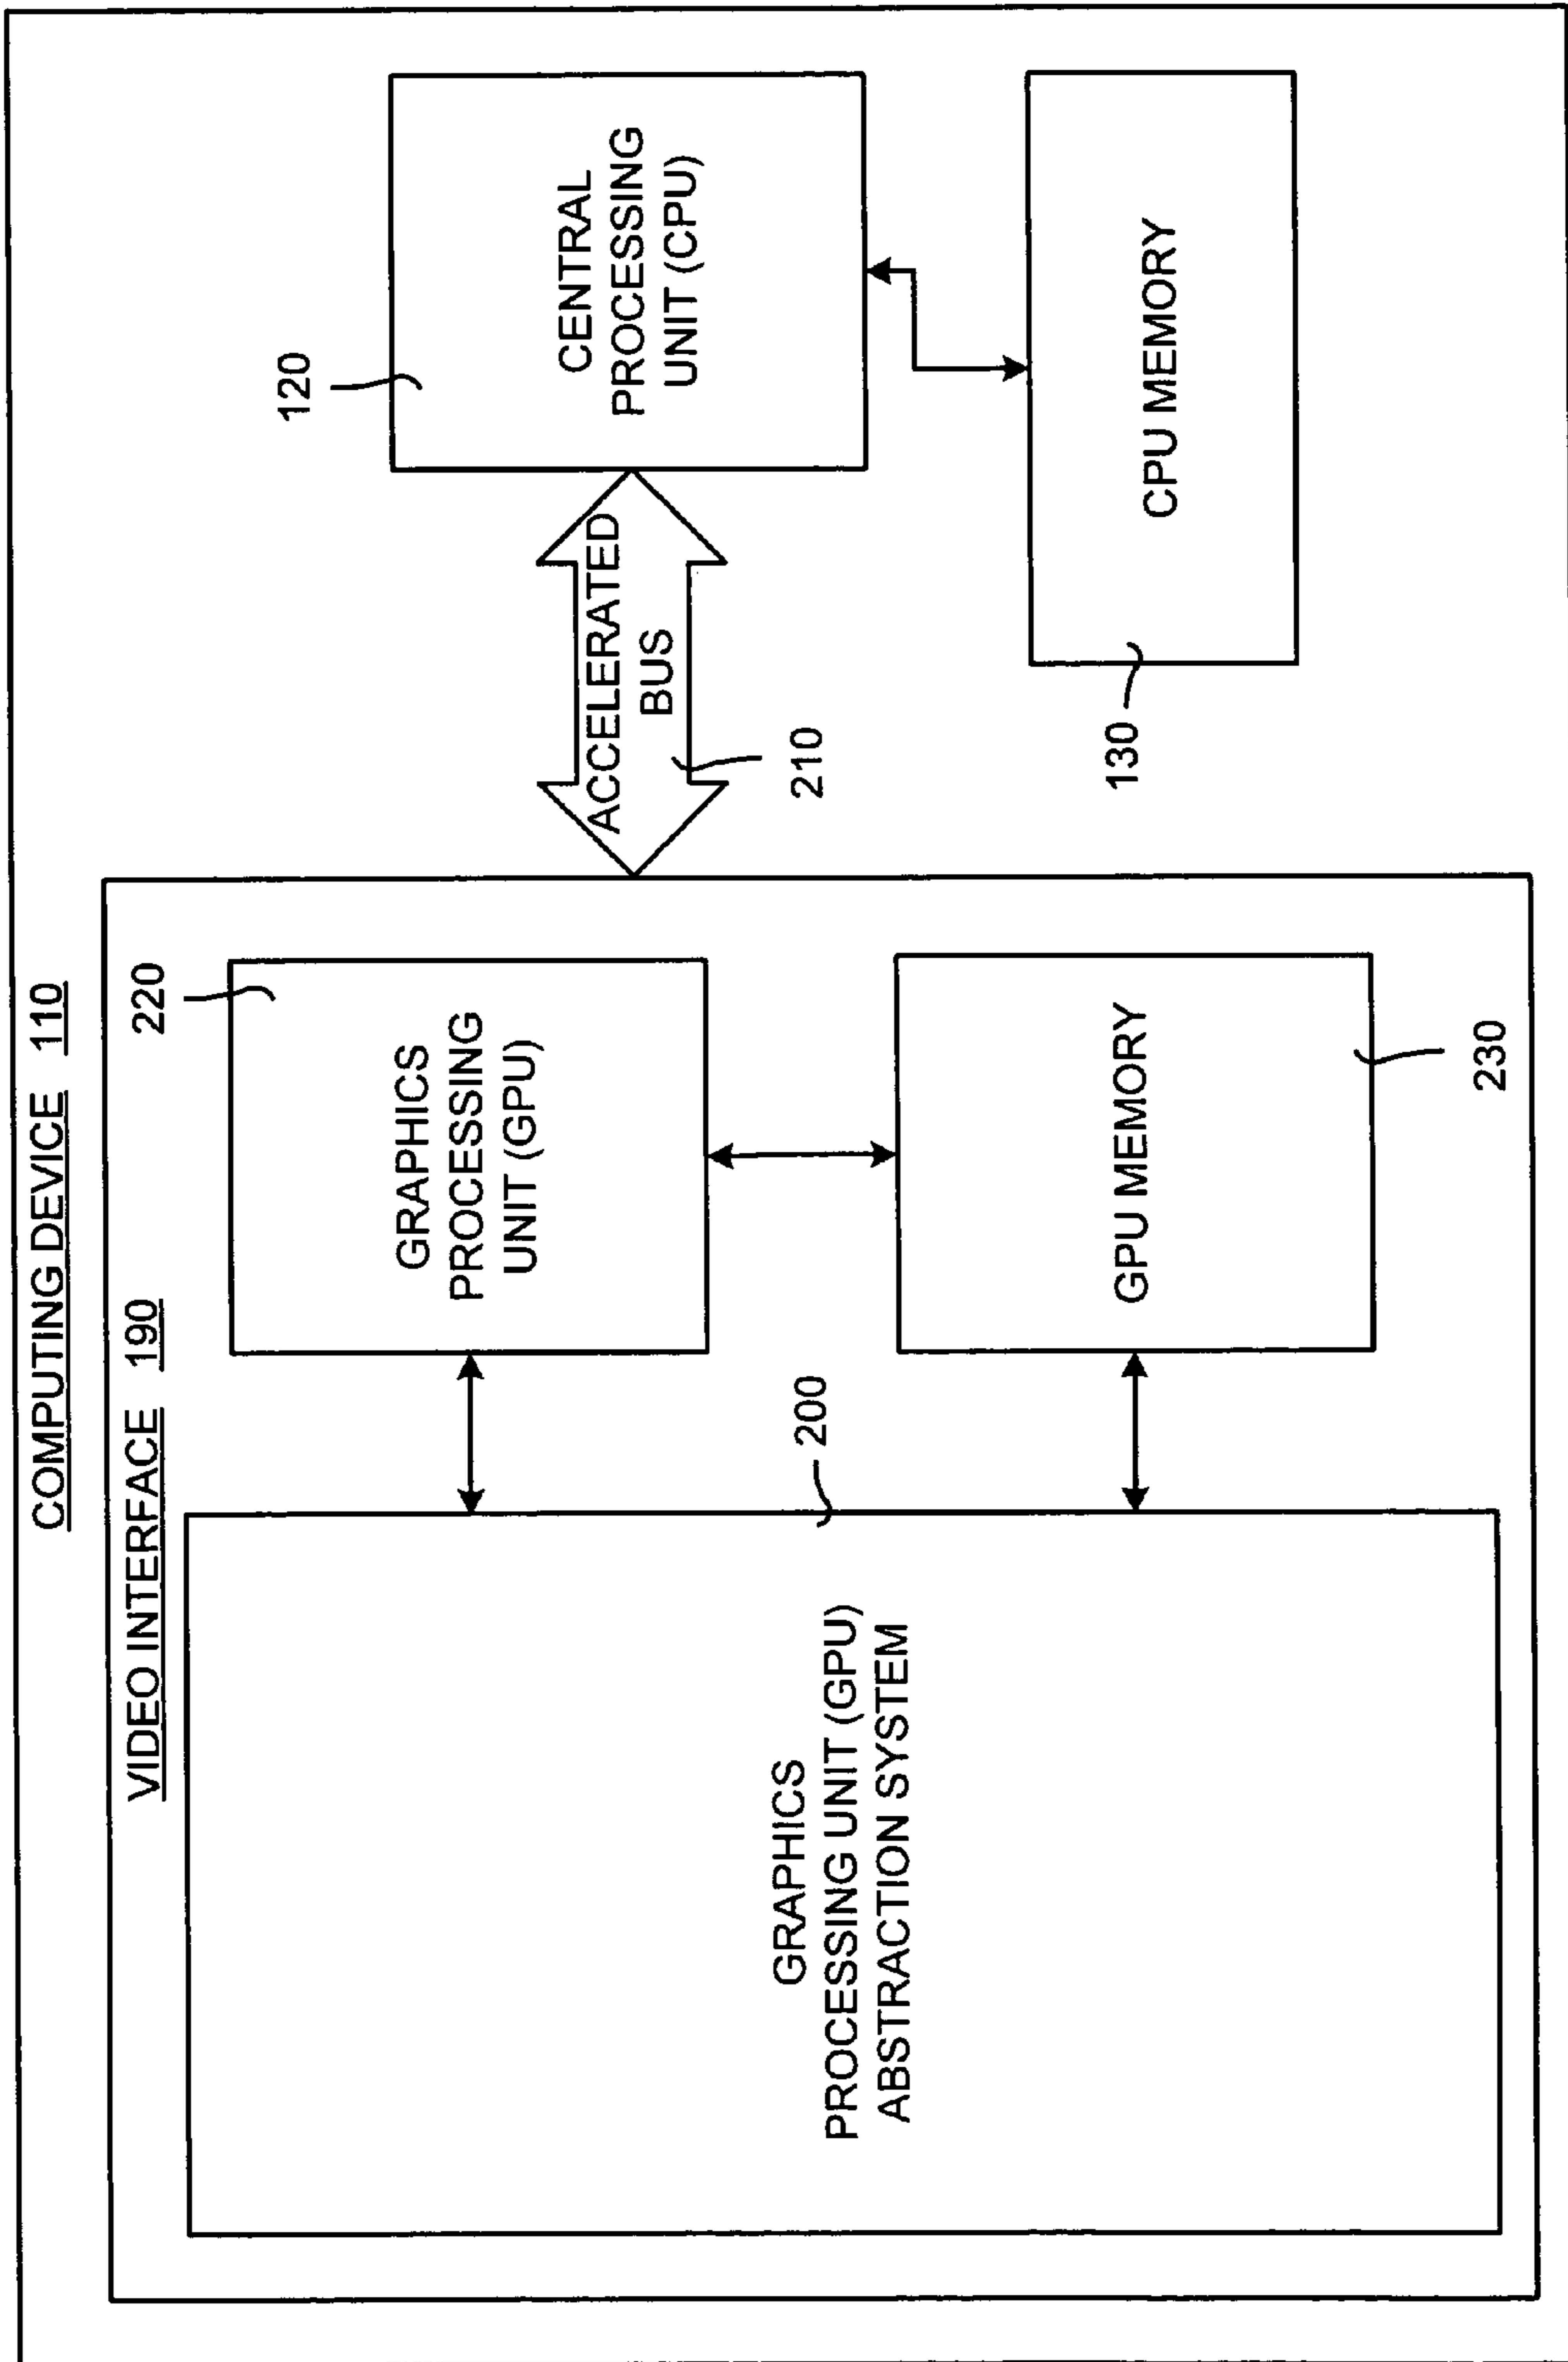 COMPUTING DEVICE 110
VIDEO INTERFACE 190
220
GRAPHICS
PROCESSING
UNIT (GPU)
120
CENTRAL
PROCESSING
UNIT (CPU)
ACCELERATED
BUS
210
GRAPHICS
PROCESSING UNIT (GPU)
ABSTRACTION SYSTEM
200
GPU MEMORY
230
130
CPU MEMORY